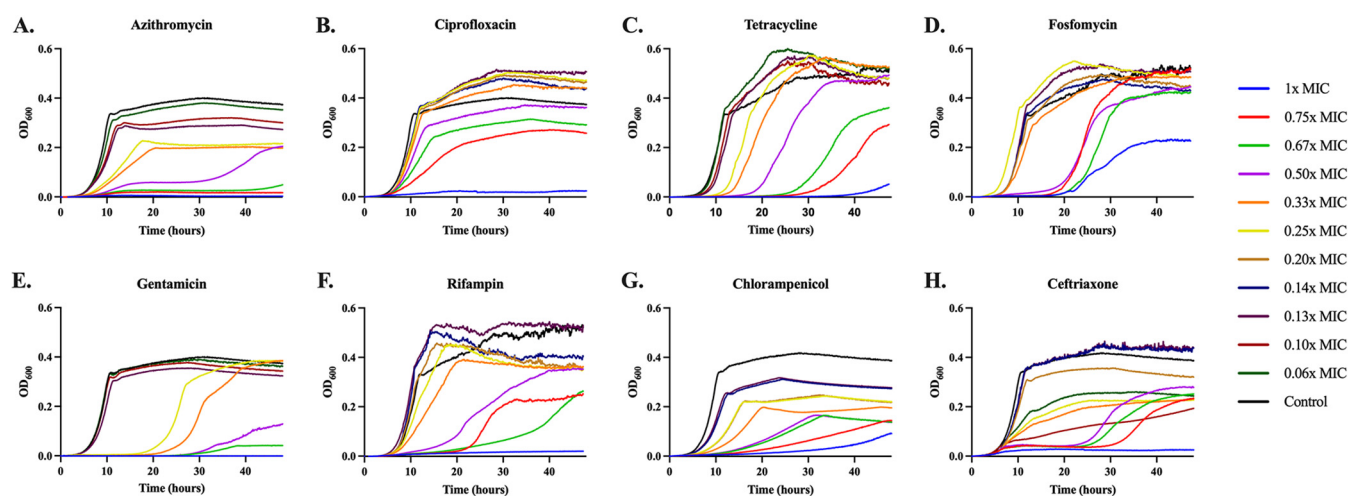 A. Azithromycin
B. Ciprofloxacin
C. Tetracycline
D. Fosfomycin
0.6
0.4
0.2
0.0
OD600
0 10 20 30 40
Time (hours)
0.6
0.4
0.2
0.0
OD600
0 10 20 30 40
Time (hours)
0.6
0.4
0.2
0.0
OD600
0 10 20 30 40
Time (hours)
0.6
0.4
0.2
0.0
OD600
0 10 20 30 40
Time (hours)
E. Gentamicin
F. Rifampin
G. Chlorampenicol
H. Ceftriaxone
0.6
0.4
0.2
0.0
OD600
0 10 20 30 40
Time (hours)
0.6
0.4
0.2
0.0
OD600
0 10 20 30 40
Time (hours)
0.6
0.4
0.2
0.0
OD600
0 10 20 30 40
Time (hours)
0.6
0.4
0.2
0.0
OD600
0 10 20 30 40
Time (hours)
1x MIC
0.75x MIC
0.67x MIC
0.50x MIC
0.33x MIC
0.25x MIC
0.20x MIC
0.14x MIC
0.13x MIC
0.10x MIC
0.06x MIC
Control